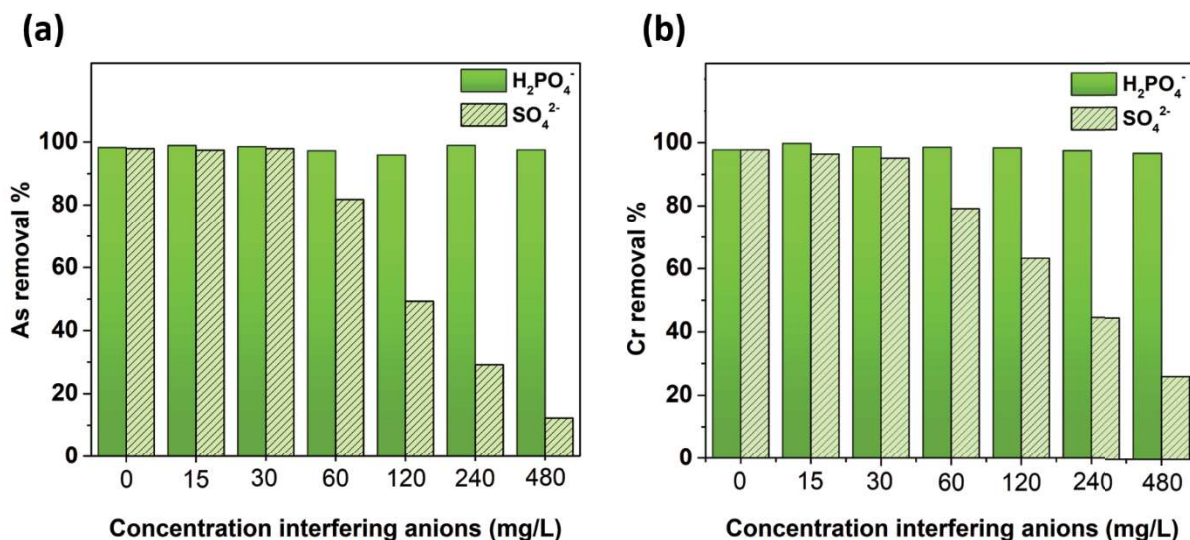 (a)
H₂PO₄⁻
SO₄²⁻
As removal %
100
80
60
40
20
0
0 15 30 60 120 240 480
Concentration interfering anions (mg/L)
(b)
H₂PO₄⁻
SO₄²⁻
Cr removal %
100
80
60
40
20
0
0 15 30 60 120 240 480
Concentration interfering anions (mg/L)